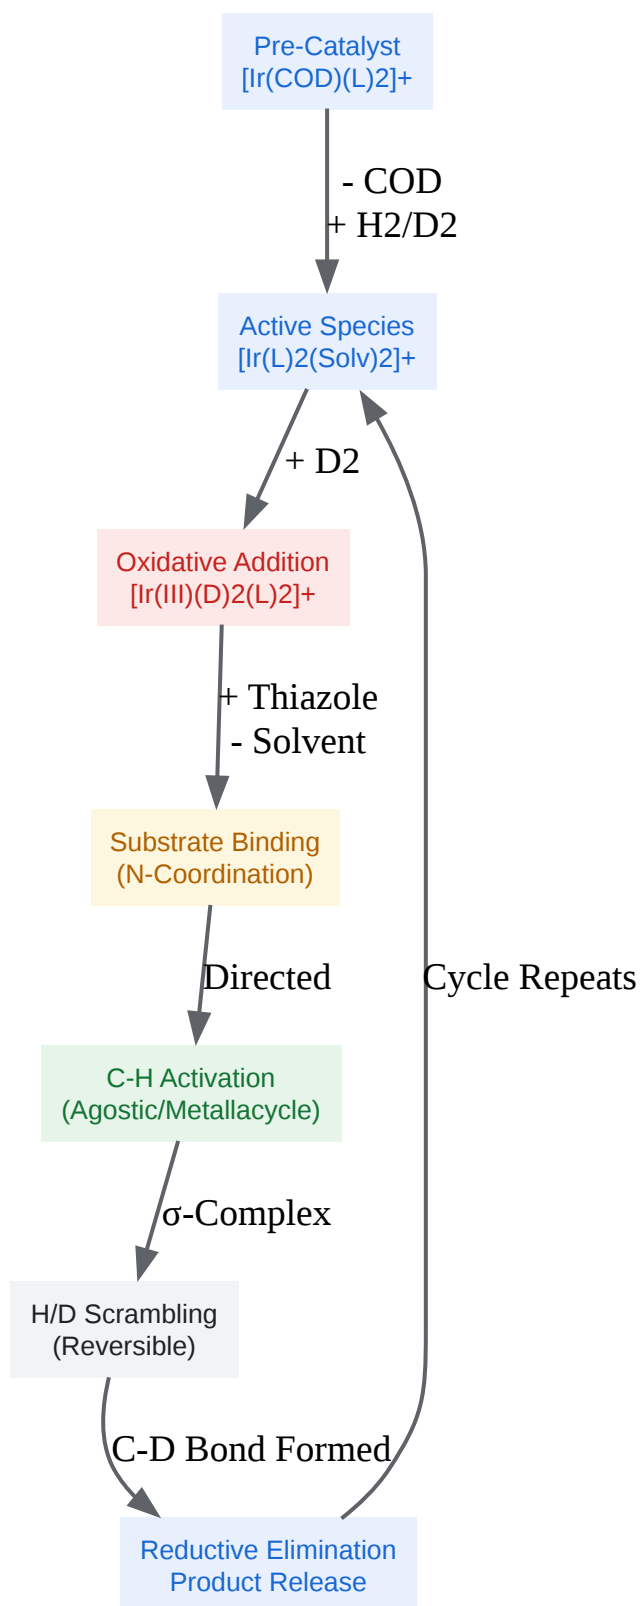 Pre-Catalyst
[Ir(COD)(L)2]+
- COD
+ H2/D2
Active Species
[Ir(L)2(Solv)2]+
+ D2
Oxidative Addition
[Ir(III)(D)2(L)2]+
+ Thiazole
- Solvent
Substrate Binding
(N-Coordination)
Directed
Cycle Repeats
C-H Activation
(Agostic/Metallacycle)
σ-Complex
H/D Scrambling
(Reversible)
C-D Bond Formed
Reductive Elimination
Product Release